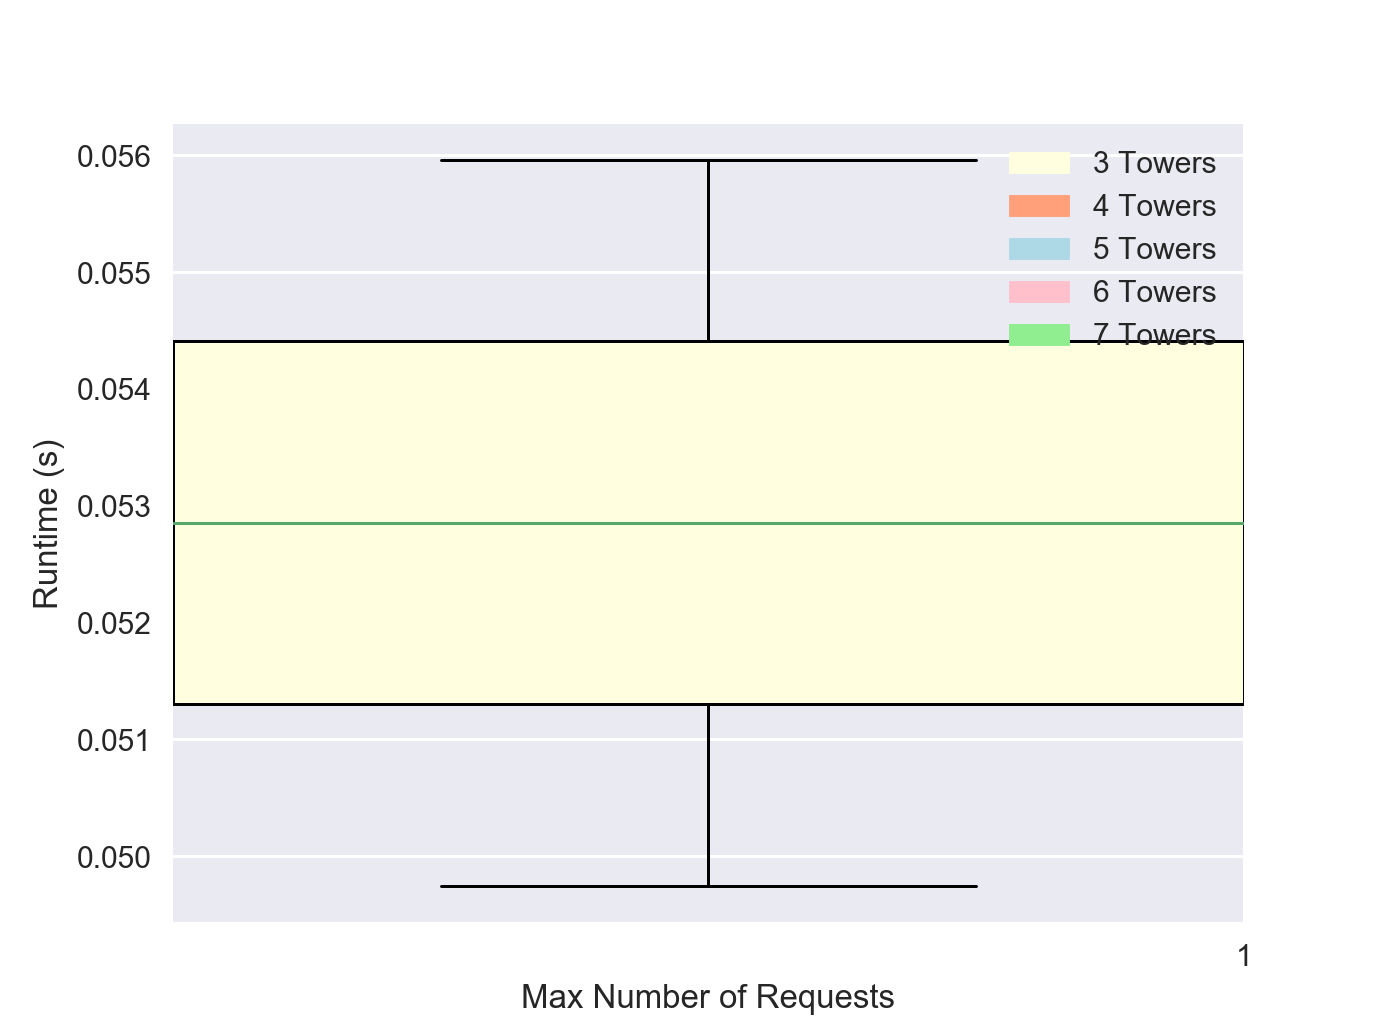 0.056
0.055
0.054
0.053
0.052
0.051
0.050
Runtime (s)
3 Towers
4 Towers
5 Towers
6 Towers
7 Towers
1
Max Number of Requests